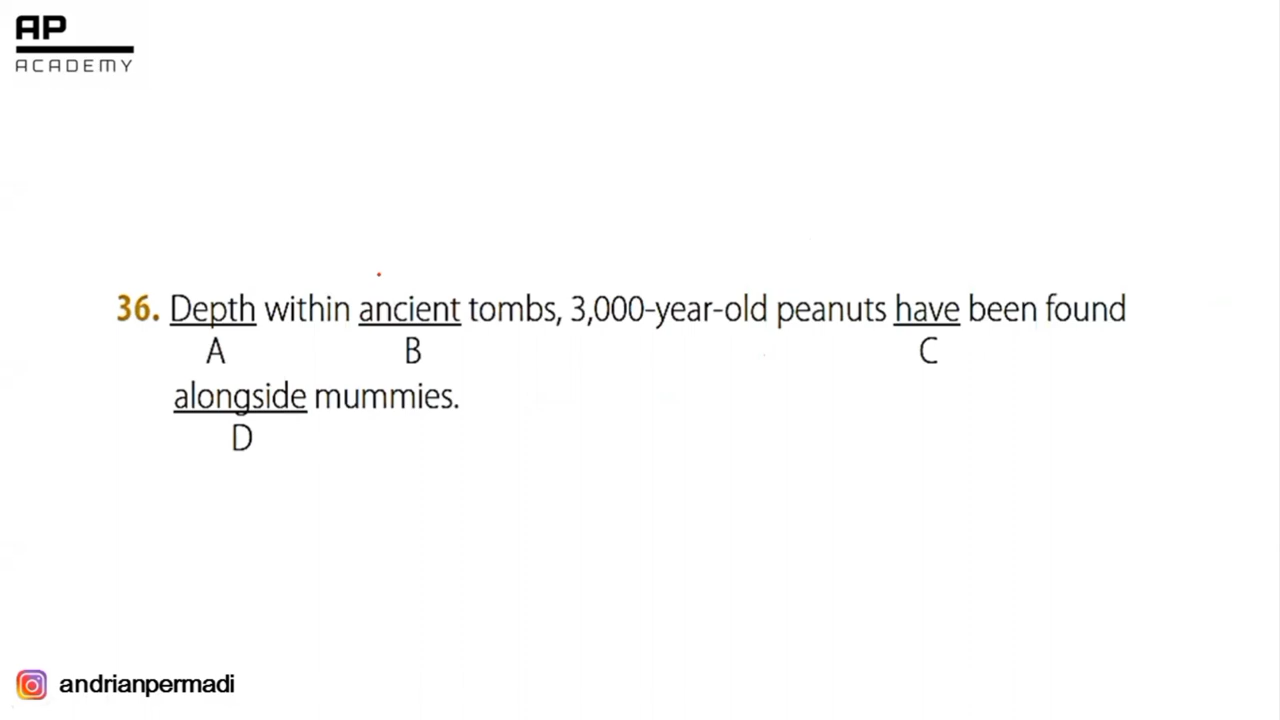 AP
ACADEMY
36. Depth within ancient tombs, 3,000-year-old peanuts have been found
A B C
alongside mummies.
D
andrianpermadi